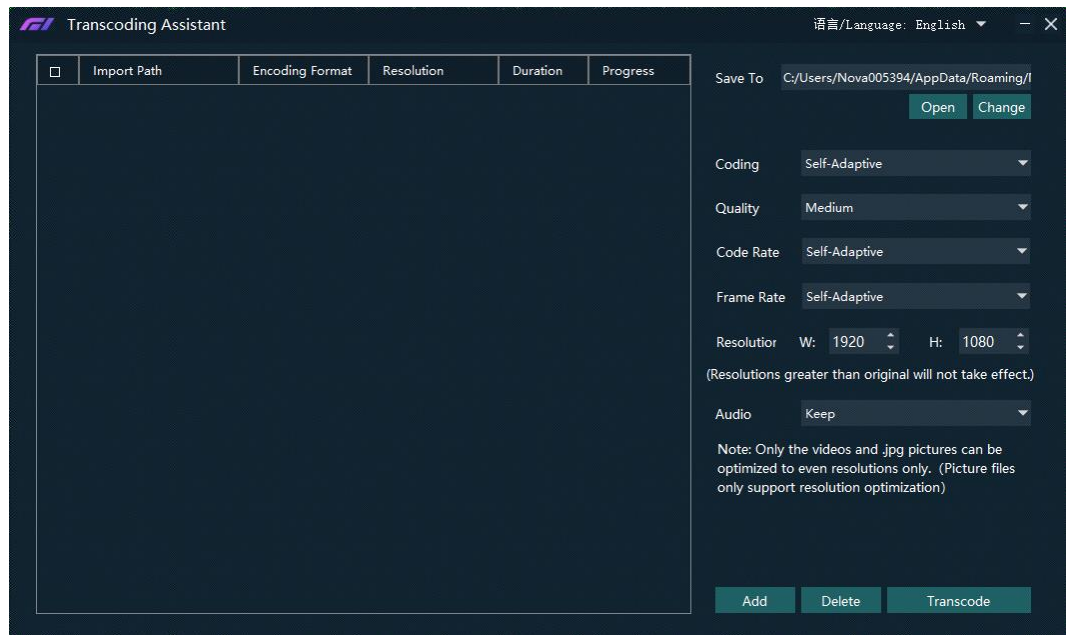 Transcoding Assistant 语言/Language: English
Import Path Encoding Format Resolution Duration Progress
Save To C:/Users/Nova005394/AppData/Roaming/
Open Change
Coding Self-Adaptive
Quality Medium
Code Rate Self-Adaptive
Frame Rate Self-Adaptive
Resolution W: 1920 H: 1080
(Resolutions greater than original will not take effect.)
Audio Keep
Note: Only the videos and .jpg pictures can be
optimized to even resolutions only. (Picture files
only support resolution optimization)
Add Delete Transcode